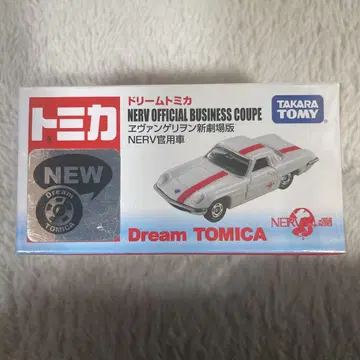 トミカ
ドリームトミカ
NERV OFFICIAL BUSINESS COUPE
ヱヴァンゲリヲン新劇場版
NERV官用車
TAKARA
TOMY
NEW
Dream
TOMICA
Dream TOMICA
NERV